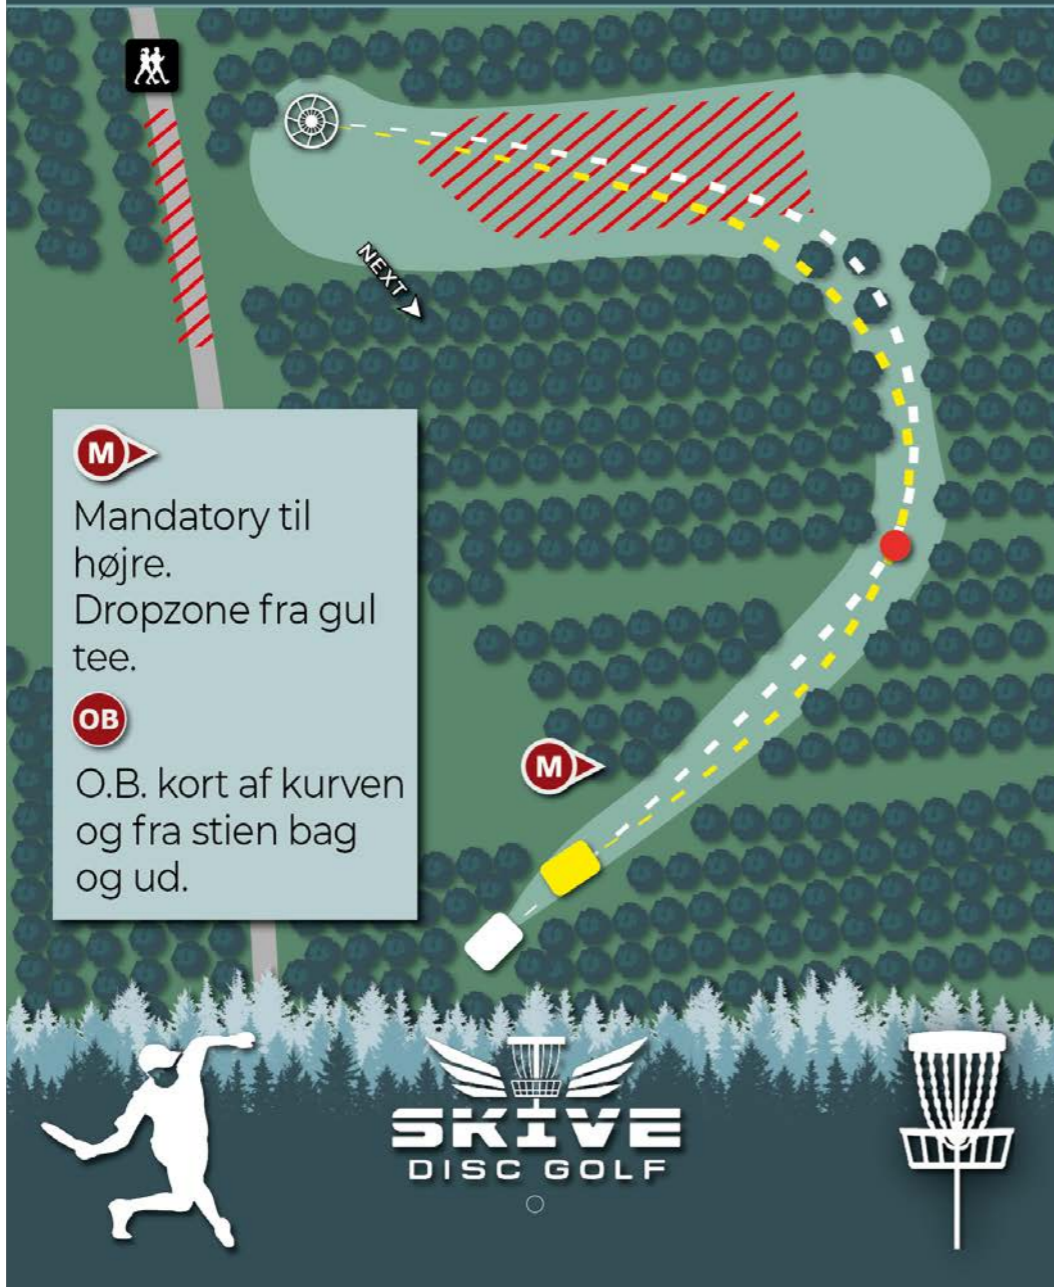 NEXT
M
Mandatory til
højre.
Dropzone fra gul
tee.
OB
O.B. kort af kurven
og fra stien bag
og ud.
M
SKIVE
DISC GOLF